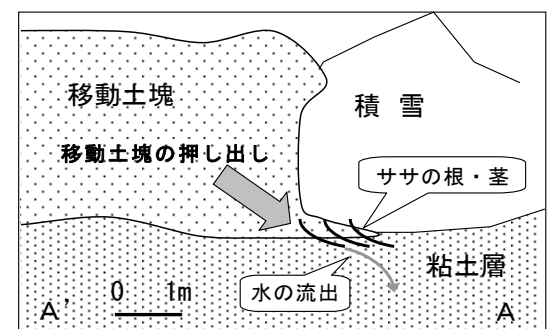 移動土塊
積 雪
移動土塊の押し出し
ササの根・茎
粘土層
水の流出
0 1m
A'
A